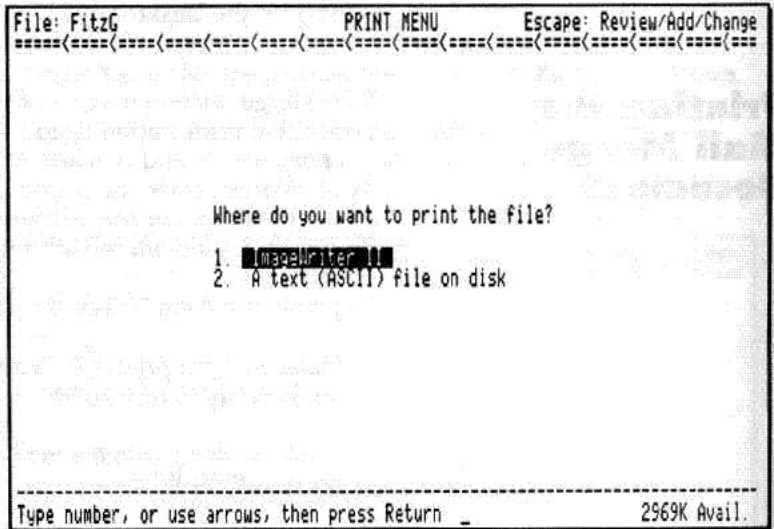 File: FitzG PRINT MENU Escape: Review/Add/Change
=====<====<====<====<====<====<====<====<====<====<====<====<====<====<====<===
Where do you want to print the file?
1. ImageWriter II
2. A text (ASCII) file on disk
-------------------------------------------------------------------------------
Type number, or use arrows, then press Return _ 2969K Avail.